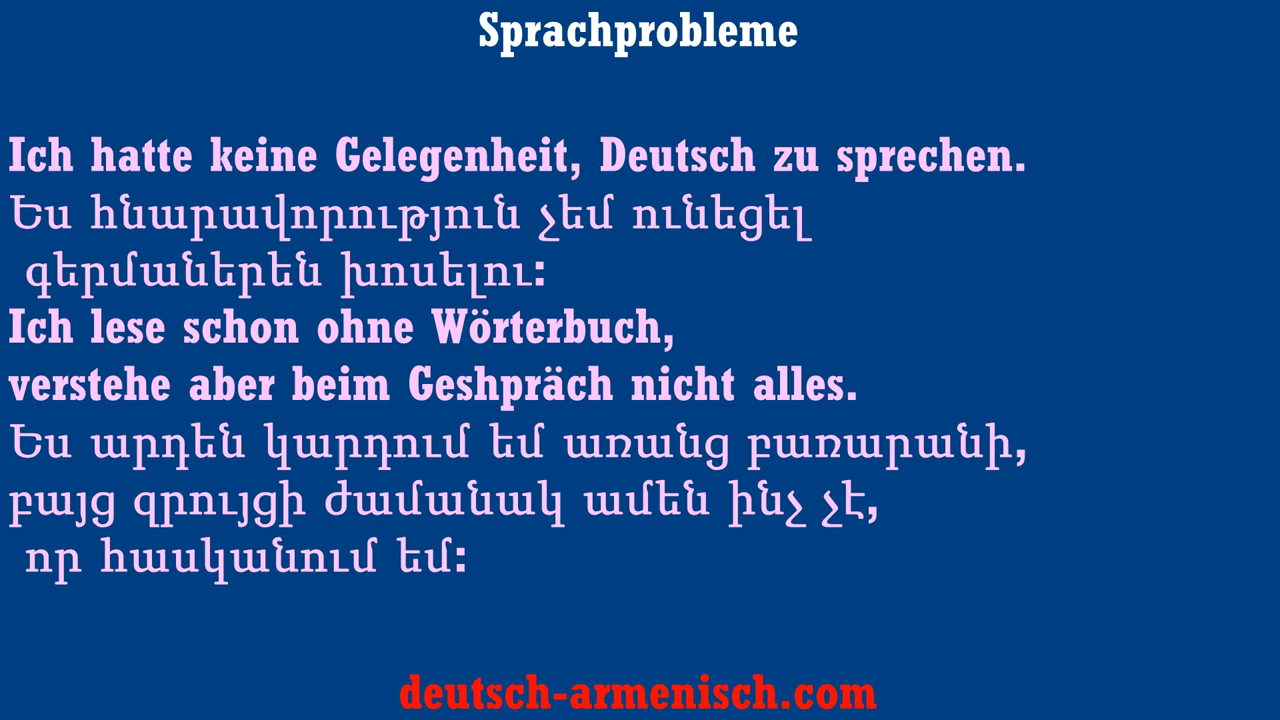 Sprachprobleme
Ich hatte keine Gelegenheit, Deutsch zu sprechen.
Ես հնարավորություն չեմ ունեցել
գերմաներեն խոսելու:
Ich lese schon ohne Wörterbuch,
verstehe aber beim Geshpräch nicht alles.
Ես արդեն կարդում եմ առանց բառարանի,
բայց զրույցի ժամանակ ամեն ինչ չէ,
որ հասկանում եմ:
deutsch-armenisch.com